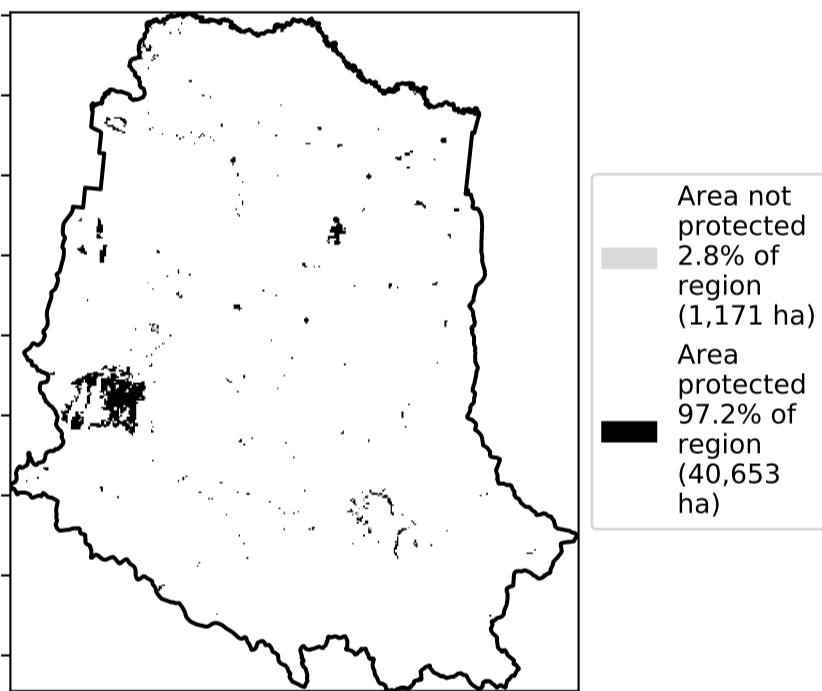 Area not
protected
2.8% of
region
(1,171 ha)
Area
protected
97.2% of
region
(40,653
ha)